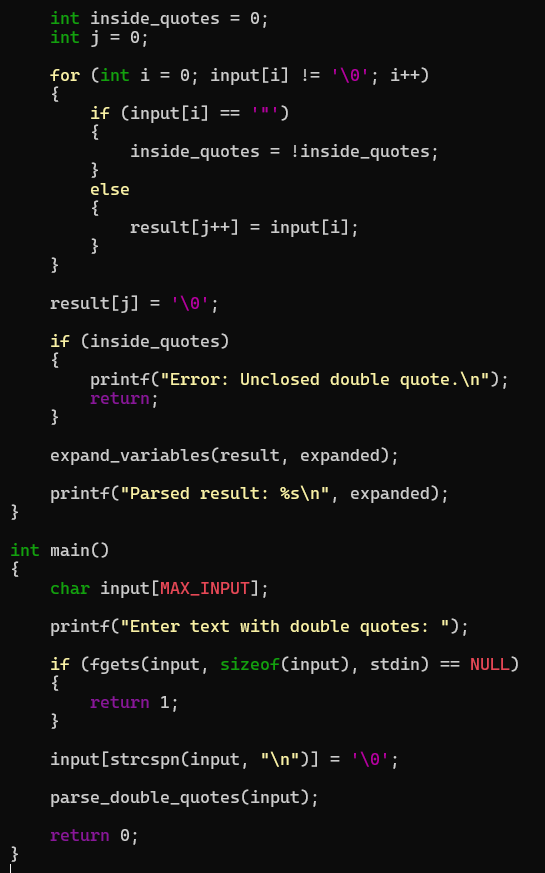 int inside_quotes = 0;
    int j = 0;

    for (int i = 0; input[i] != '\0'; i++)
    {
        if (input[i] == '"')
        {
            inside_quotes = !inside_quotes;
        }
        else
        {
            result[j++] = input[i];
        }
    }

    result[j] = '\0';

    if (inside_quotes)
    {
        printf("Error: Unclosed double quote.\n");
        return;
    }

    expand_variables(result, expanded);

    printf("Parsed result: %s\n", expanded);
}

int main()
{
    char input[MAX_INPUT];

    printf("Enter text with double quotes: ");

    if (fgets(input, sizeof(input), stdin) == NULL)
    {
        return 1;
    }

    input[strcspn(input, "\n")] = '\0';

    parse_double_quotes(input);

    return 0;
}